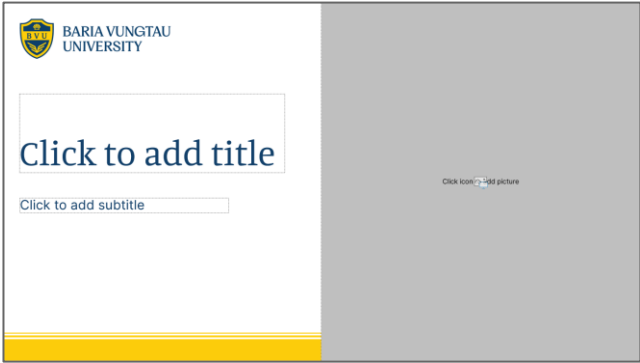 BVU
BARIA VUNGTAU
UNIVERSITY
Click to add title
Click to add subtitle
Click icon to add picture